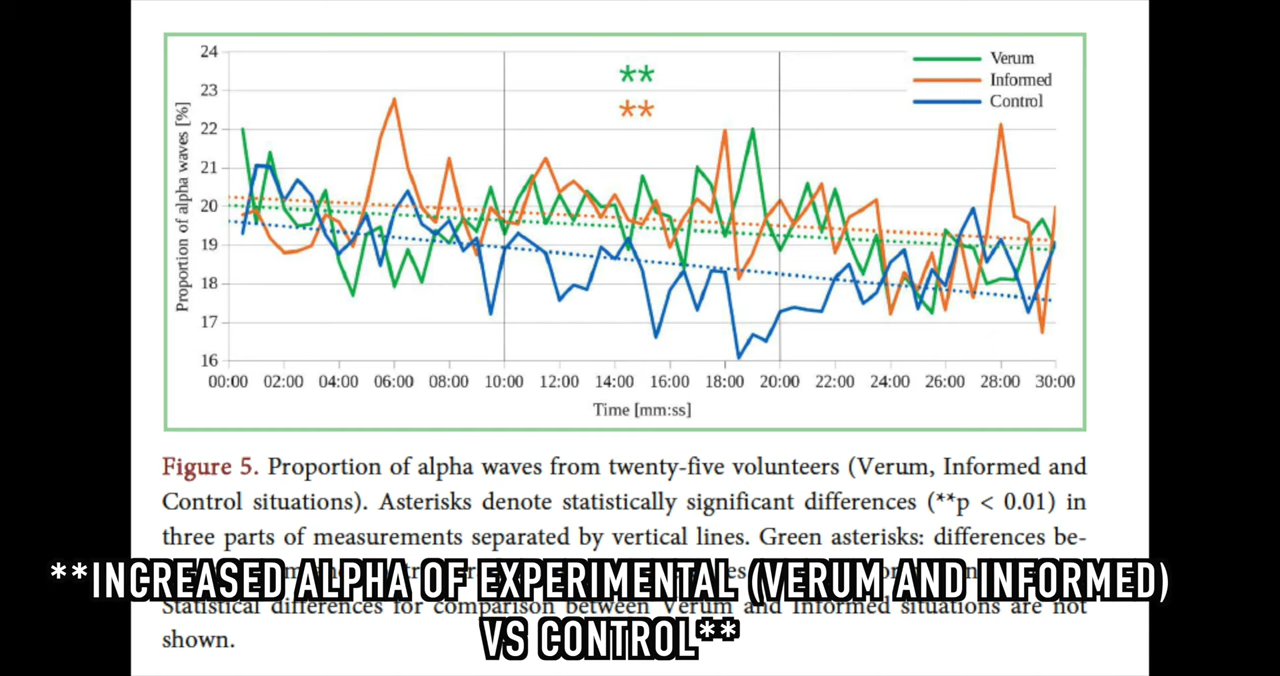 24
Verum
**
Informed
23
**
Control
22
21
20
19
18
17
16
Proportion of alpha waves [%]
00:00 02:00 04:00 06:00 08:00 10:00 12:00 14:00 16:00 18:00 20:00 22:00 24:00 26:00 28:00 30:00
Time [mm:ss]
Figure 5. Proportion of alpha waves from twenty-five volunteers (Verum, Informed and
Control situations). Asterisks denote statistically significant differences (**p < 0.01) in
three parts of measurements separated by vertical lines. Green asterisks: differences be-
**INCREASED ALPHA OF EXPERIMENTAL (VERUM AND INFORMED)
Statistical differences for comparison between Verum and Informed situations are not
VS CONTROL**
shown.